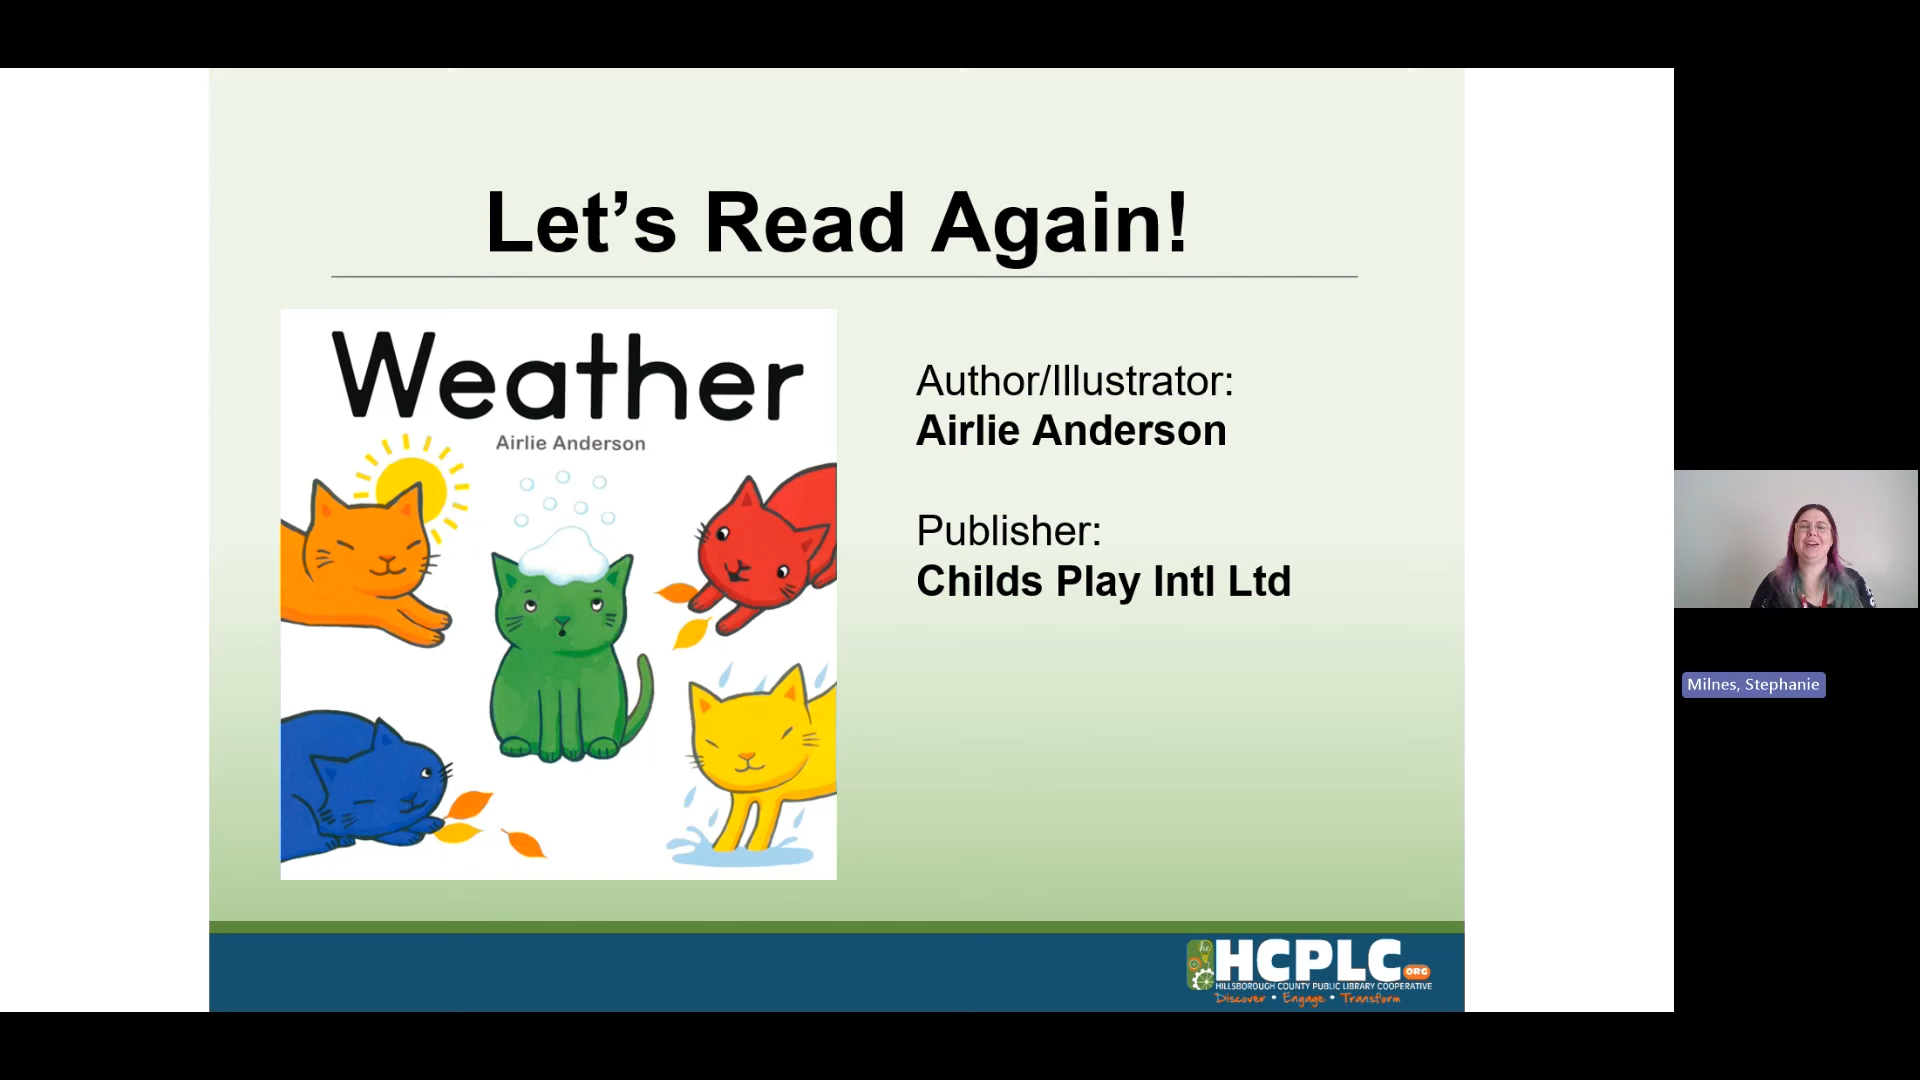 Let’s Read Again!
Weather
Airlie Anderson
Author/Illustrator:
Airlie Anderson
Publisher:
Childs Play Intl Ltd
Milnes, Stephanie
hc
HCPLC
ORG
HILLSBOROUGH COUNTY PUBLIC LIBRARY COOPERATIVE
Discover • Engage • Transform